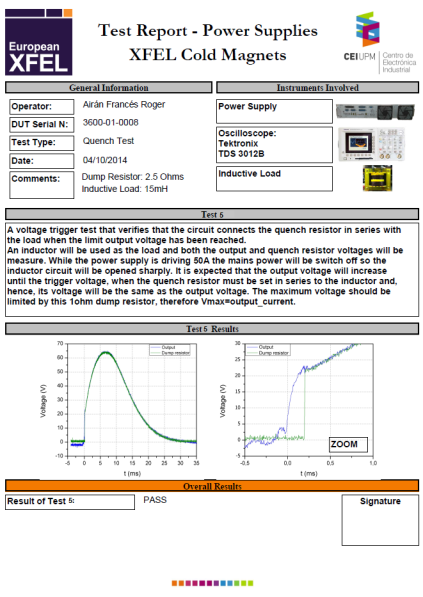 European
XFEL
Test Report - Power Supplies
XFEL Cold Magnets
CEI UPM
Centro de
Electrónica
Industrial
General Information
Instruments Involved
Operator:
Airán Francés Roger
DUT Serial N:
3600-01-0008
Test Type:
Quench Test
Date:
04/10/2014
Comments:
Dump Resistor: 2.5 Ohms
Inductive Load: 15mH
Power Supply
Oscilloscope:
Tektronix
TDS 3012B
Inductive Load
Test 5
A voltage trigger test that verifies that the circuit connects the quench resistor in series with
the load when the limit output voltage has been reached.
An inductor will be used as the load and both the output and quench resistor voltages will be
measure. While the power supply is driving 50A the mains power will be switch off so the
inductor circuit will be opened sharply. It is expected that the output voltage will increase
until the trigger voltage, when the quench resistor must be set in series to the inductor and,
hence, its voltage will be the same as the output voltage. The maximum voltage should be
limited by this 1ohm dump resistor, therefore Vmax=output_current.
Test 5 Results
Output
Dump resistor
Voltage (V)
70
60
50
40
30
20
10
0
-10
-5 0 5 10 15 20 25 30 35
t (ms)
Output
Dump resistor
Voltage (V)
30
25
20
15
10
5
0
-5
-0.5 0.0 0.5 1.0
t (ms)
ZOOM
Overall Results
Result of Test 5:
PASS
Signature